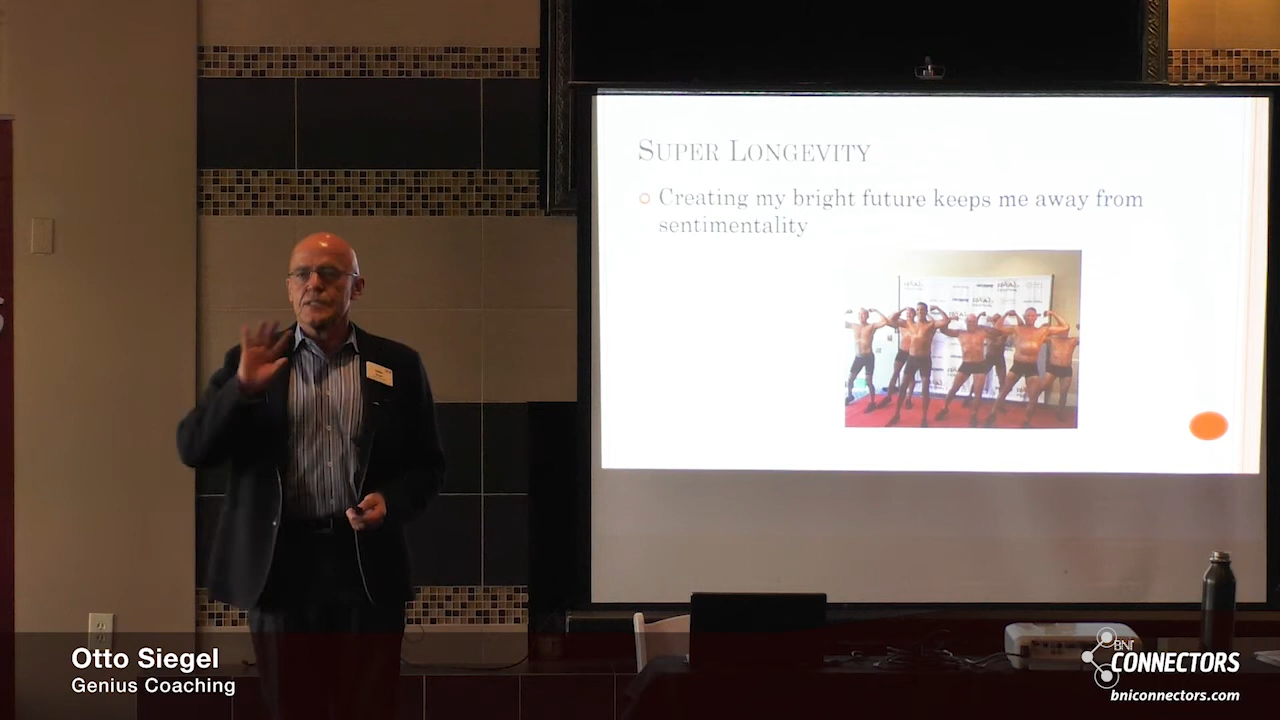 SUPER LONGEVITY
Creating my bright future keeps me away from
sentimentality
Otto Siegel
Genius Coaching
BNI
CONNECTORS
bniconnectors.com